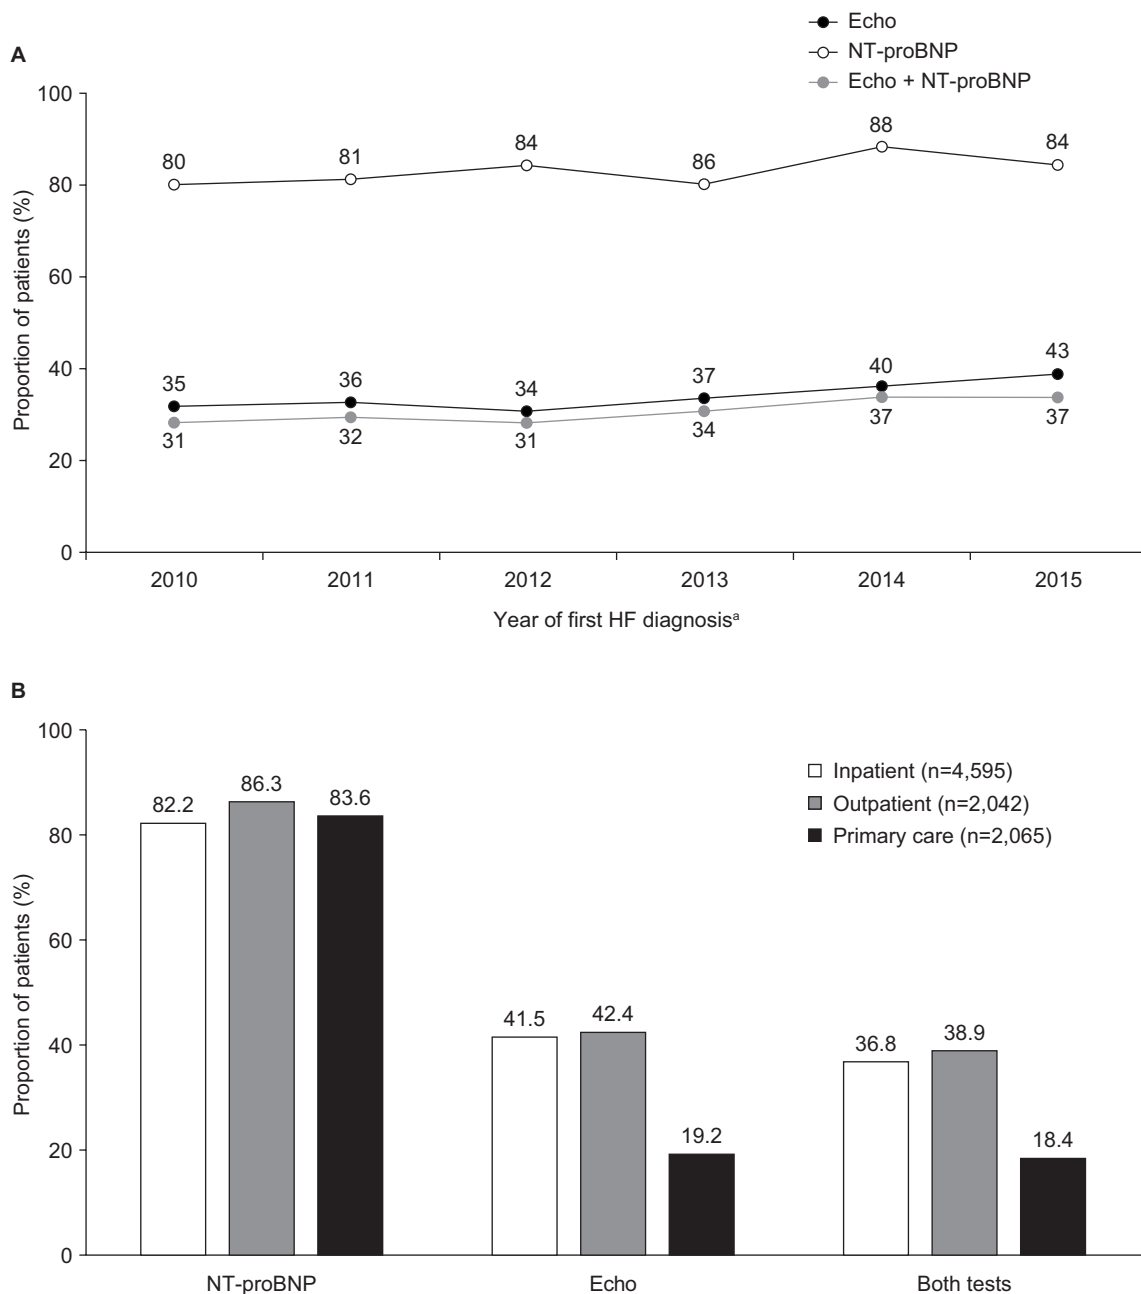 A
Echo
NT-proBNP
Echo + NT-proBNP
Proportion of patients (%)
100
80
60
40
20
0
80 81 84 86 88 84
35 36 34 37 40 43
31 32 31 34 37 37
2010 2011 2012 2013 2014 2015
Year of first HF diagnosisᵃ
B
Proportion of patients (%)
100
80
60
40
20
0
Inpatient (n=4,595)
Outpatient (n=2,042)
Primary care (n=2,065)
82.2 86.3 83.6
41.5 42.4 19.2
36.8 38.9 18.4
NT-proBNP Echo Both tests